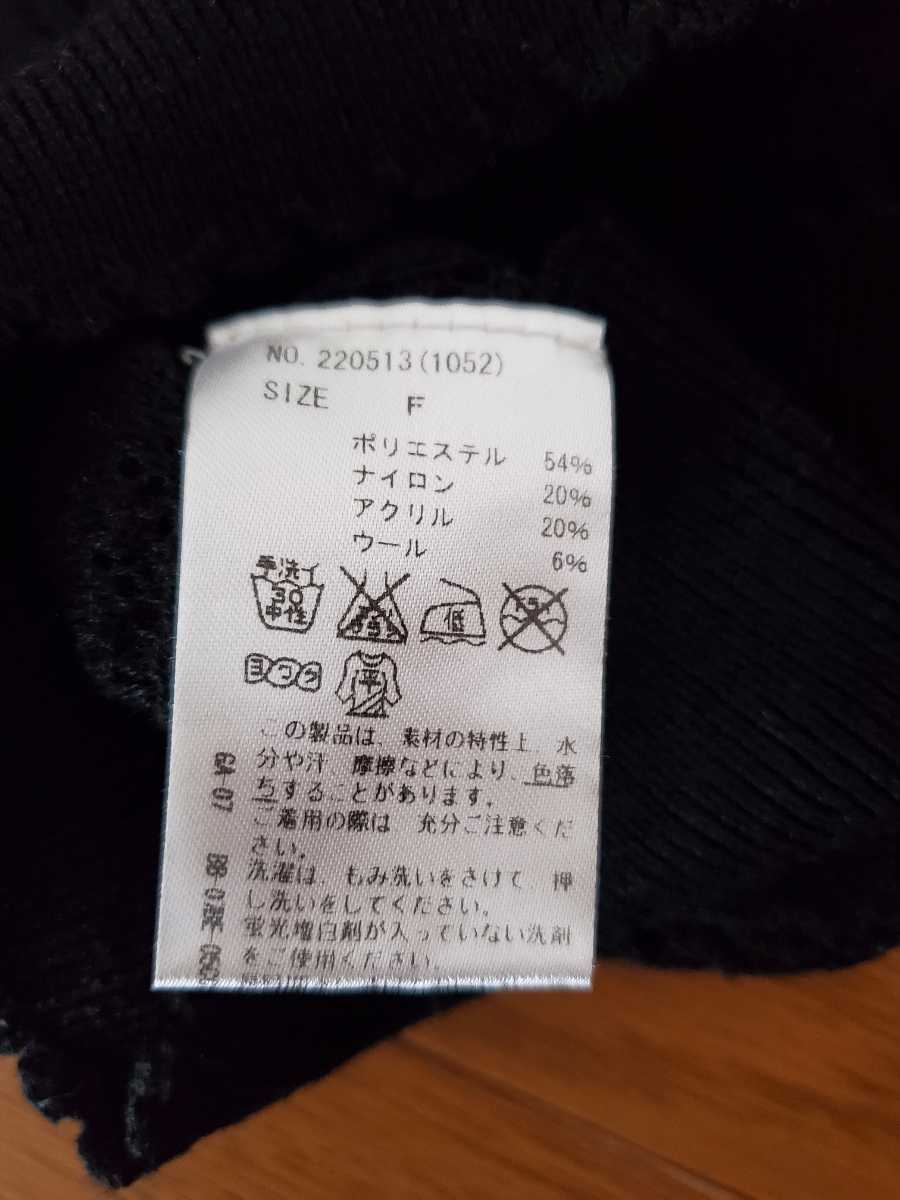 NO. 220513(1052)
SIZE F
ポリエステル 54%
ナイロン 20%
アクリル 20%
ウール 6%
手洗イ
30
中性
低
ヨワク
平
この製品は、素材の特性上、水
分や汗 摩擦などにより、色落
ちすることがあります。
ご着用の際は 充分ご注意くだ
さい。
洗濯は、もみ洗いをさけて、押
し洗いをしてください。
蛍光増白剤が入っていない洗剤
をご使用ください。